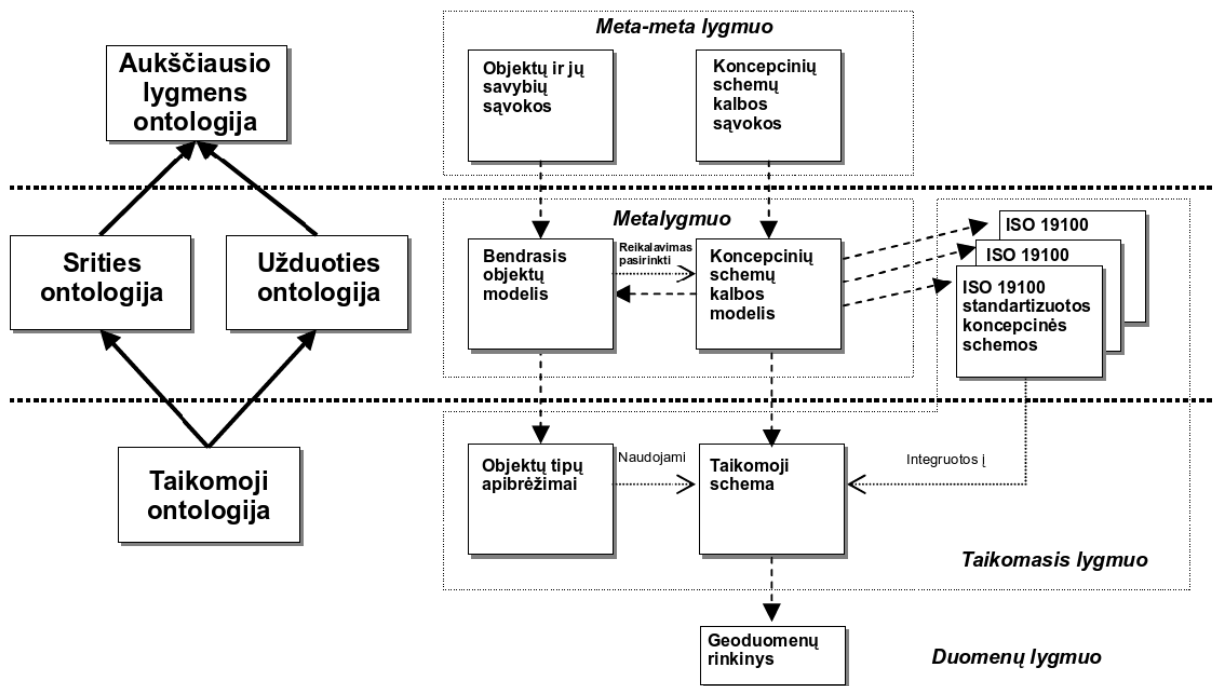 Aukščiausio
lygmens
ontologija
Srities
ontologija
Užduoties
ontologija
Taikomoji
ontologija
Meta-meta lygmuo
Objektų ir jų
savybių
sąvokos
Koncepcinių
schemų
kalbos
sąvokos
Metalygmuo
Bendrasis
objektų
modelis
Reikalavimas
pasirinkti
Koncepcinių
schemų
kalbos
modelis
ISO 19100
ISO 19100
ISO 19100
standartizuotos
koncepcinės
schemos
Objektų tipų
apibrėžimai
Naudojami
Taikomoji
schema
Integruotos į
Taikomasis lygmuo
Geoduomenų
rinkinys
Duomenų lygmuo